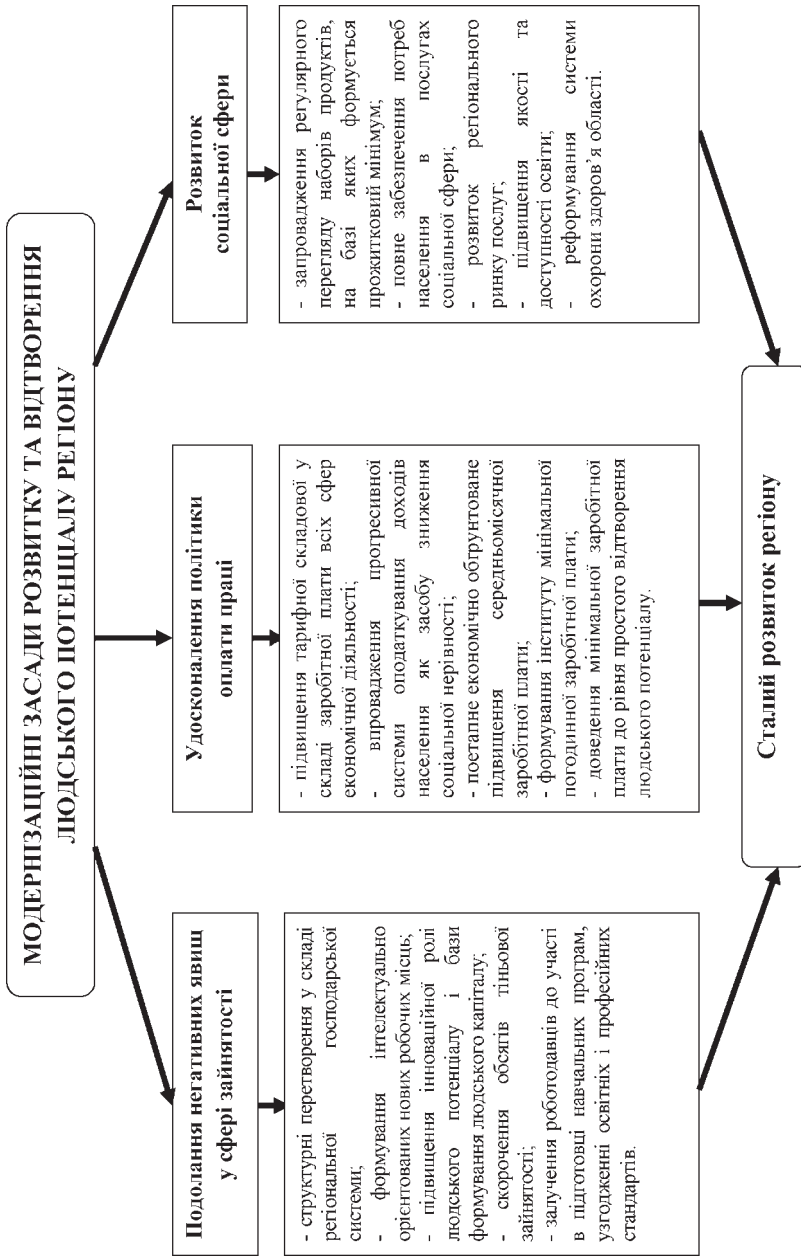 МОДЕРНІЗАЦІЙНІ ЗАСАДИ РОЗВИТКУ ТА ВІДТВОРЕННЯ
ЛЮДСЬКОГО ПОТЕНЦІАЛУ РЕГІОНУ
Подолання негативних явищ
у сфері зайнятості
- структурні перетворення у складі
регіональної господарської
системи;
- формування інтелектуально
орієнтованих нових робочих місць;
- підвищення інноваційної ролі
людського потенціалу і бази
формування людського капіталу;
- скорочення обсягів тіньової
зайнятості;
- залучення роботодавців до участі
в підготовці навчальних програм,
узгодженні освітніх і професійних
стандартів.
Удосконалення політики
оплати праці
- підвищення тарифної складової у
складі заробітної плати всіх сфер
економічної діяльності;
- впровадження прогресивної
системи оподаткування доходів
населення як засобу зниження
соціальної нерівності;
- поетапне економічно обґрунтоване
підвищення середньомісячної
заробітної плати;
- формування інституту мінімальної
погодинної заробітної плати;
- доведення мінімальної заробітної
плати до рівня простого відтворення
людського потенціалу.
Розвиток
соціальної сфери
- запровадження регулярного
перегляду наборів продуктів,
на базі яких формується
прожитковий мінімум;
- повне забезпечення потреб
населення в послугах
соціальної сфери;
- розвиток регіонального
ринку послуг;
- підвищення якості та
доступності освіти;
- реформування системи
охорони здоров'я області.
Сталий розвиток регіону